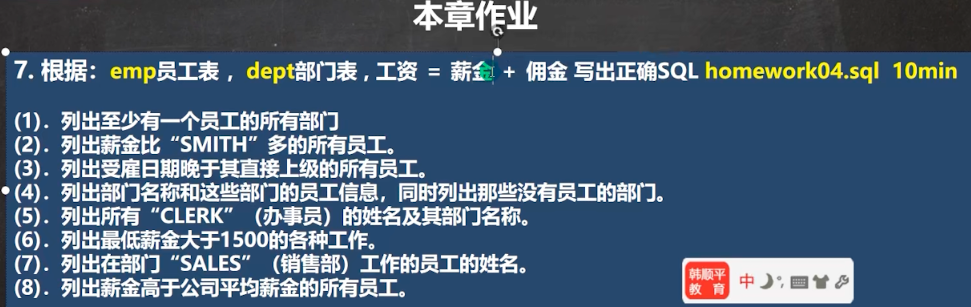 本章作业
7. 根据：emp员工表 ，dept部门表 , 工资 = 薪金 + 佣金 写出正确SQL homework04.sql 10min
(1)．列出至少有一个员工的所有部门
(2)．列出薪金比“SMITH”多的所有员工。
(3)．列出受雇日期晚于其直接上级的所有员工。
(4)．列出部门名称和这些部门的员工信息，同时列出那些没有员工的部门。
(5)．列出所有“CLERK”（办事员）的姓名及其部门名称。
(6)．列出最低薪金大于1500的各种工作。
(7)．列出在部门“SALES”（销售部）工作的员工的姓名。
(8)．列出薪金高于公司平均薪金的所有员工。
韩顺平
教育
中